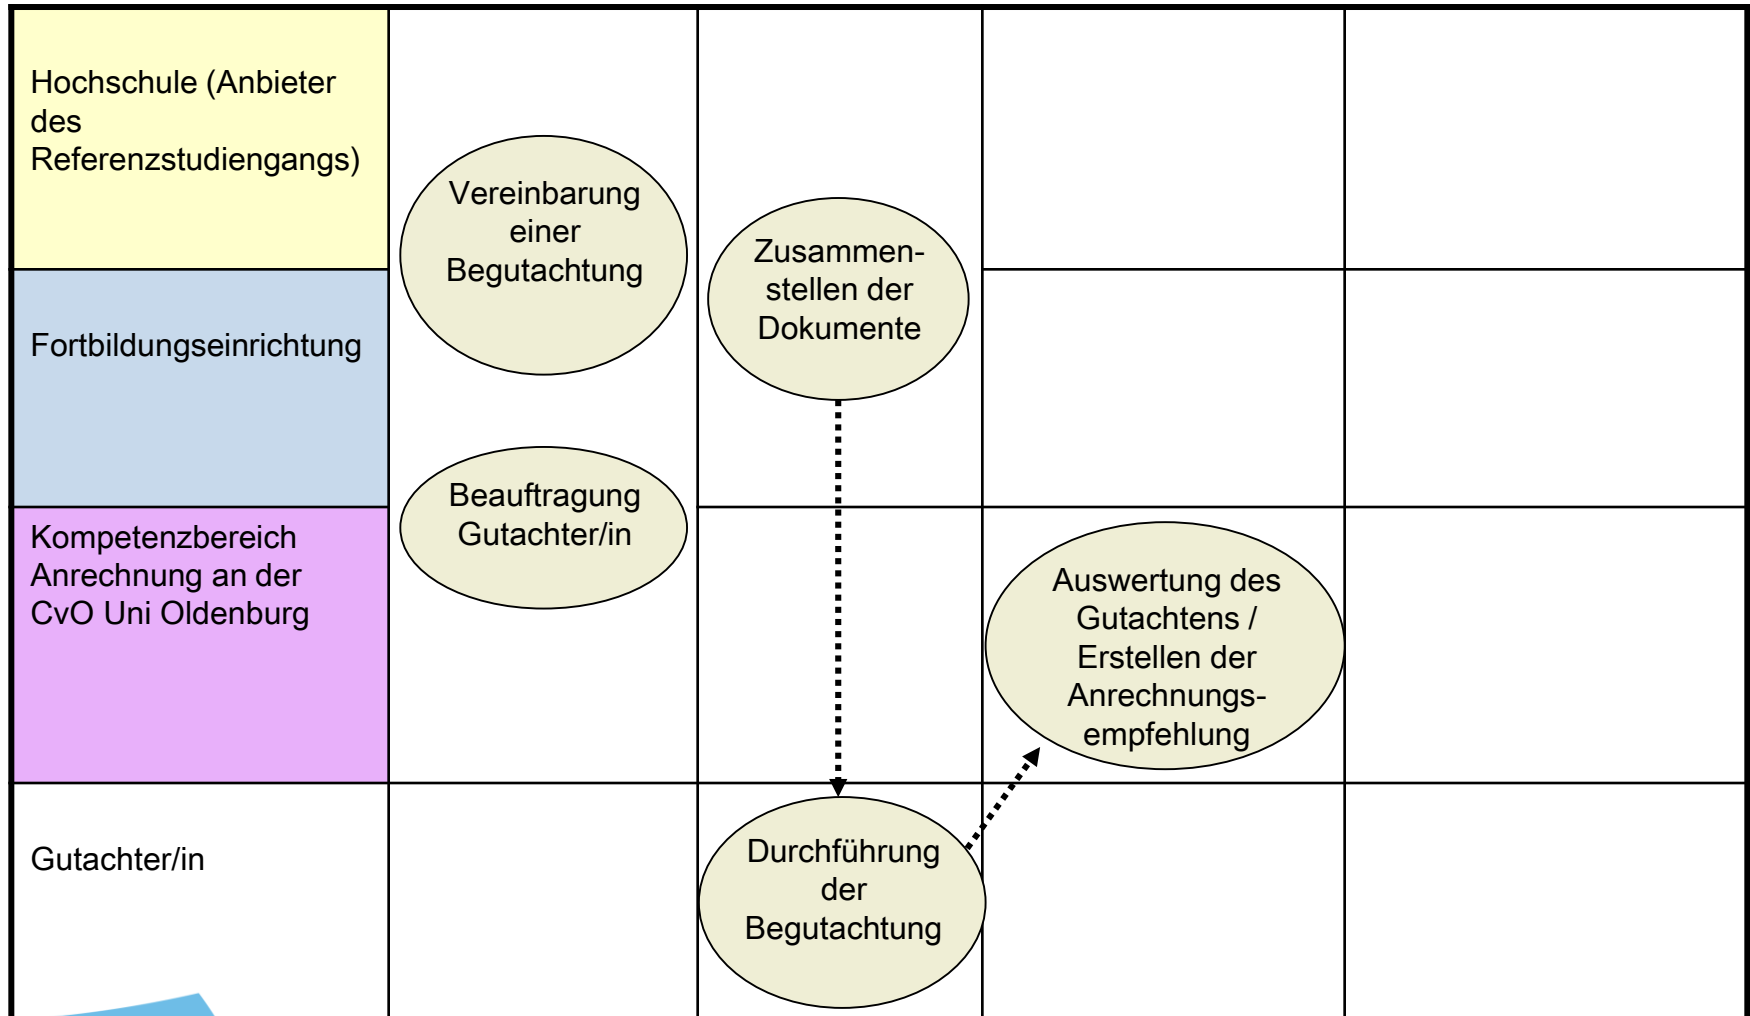 Hochschule (Anbieter
des
Referenzstudiengangs)
Vereinbarung
einer
Begutachtung
Zusammen-
stellen der
Dokumente
Fortbildungseinrichtung
Beauftragung
Gutachter/in
Kompetenzbereich
Anrechnung an der
CvO Uni Oldenburg
Auswertung des
Gutachtens /
Erstellen der
Anrechnungs-
empfehlung
Gutachter/in
Durchführung
der
Begutachtung